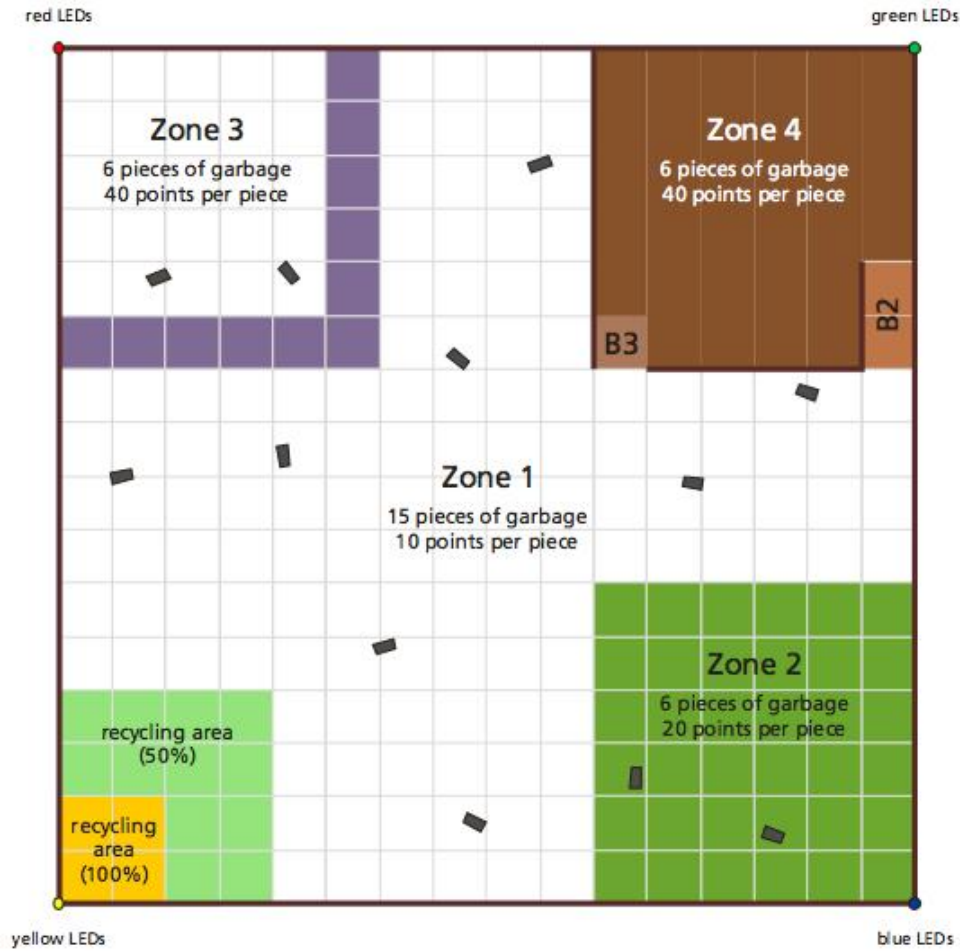 red LEDs
green LEDs
Zone 3
6 pieces of garbage
40 points per piece
Zone 4
6 pieces of garbage
40 points per piece
B2
B3
Zone 1
15 pieces of garbage
10 points per piece
Zone 2
6 pieces of garbage
20 points per piece
recycling area
(50%)
recycling
area
(100%)
yellow LEDs
blue LEDs